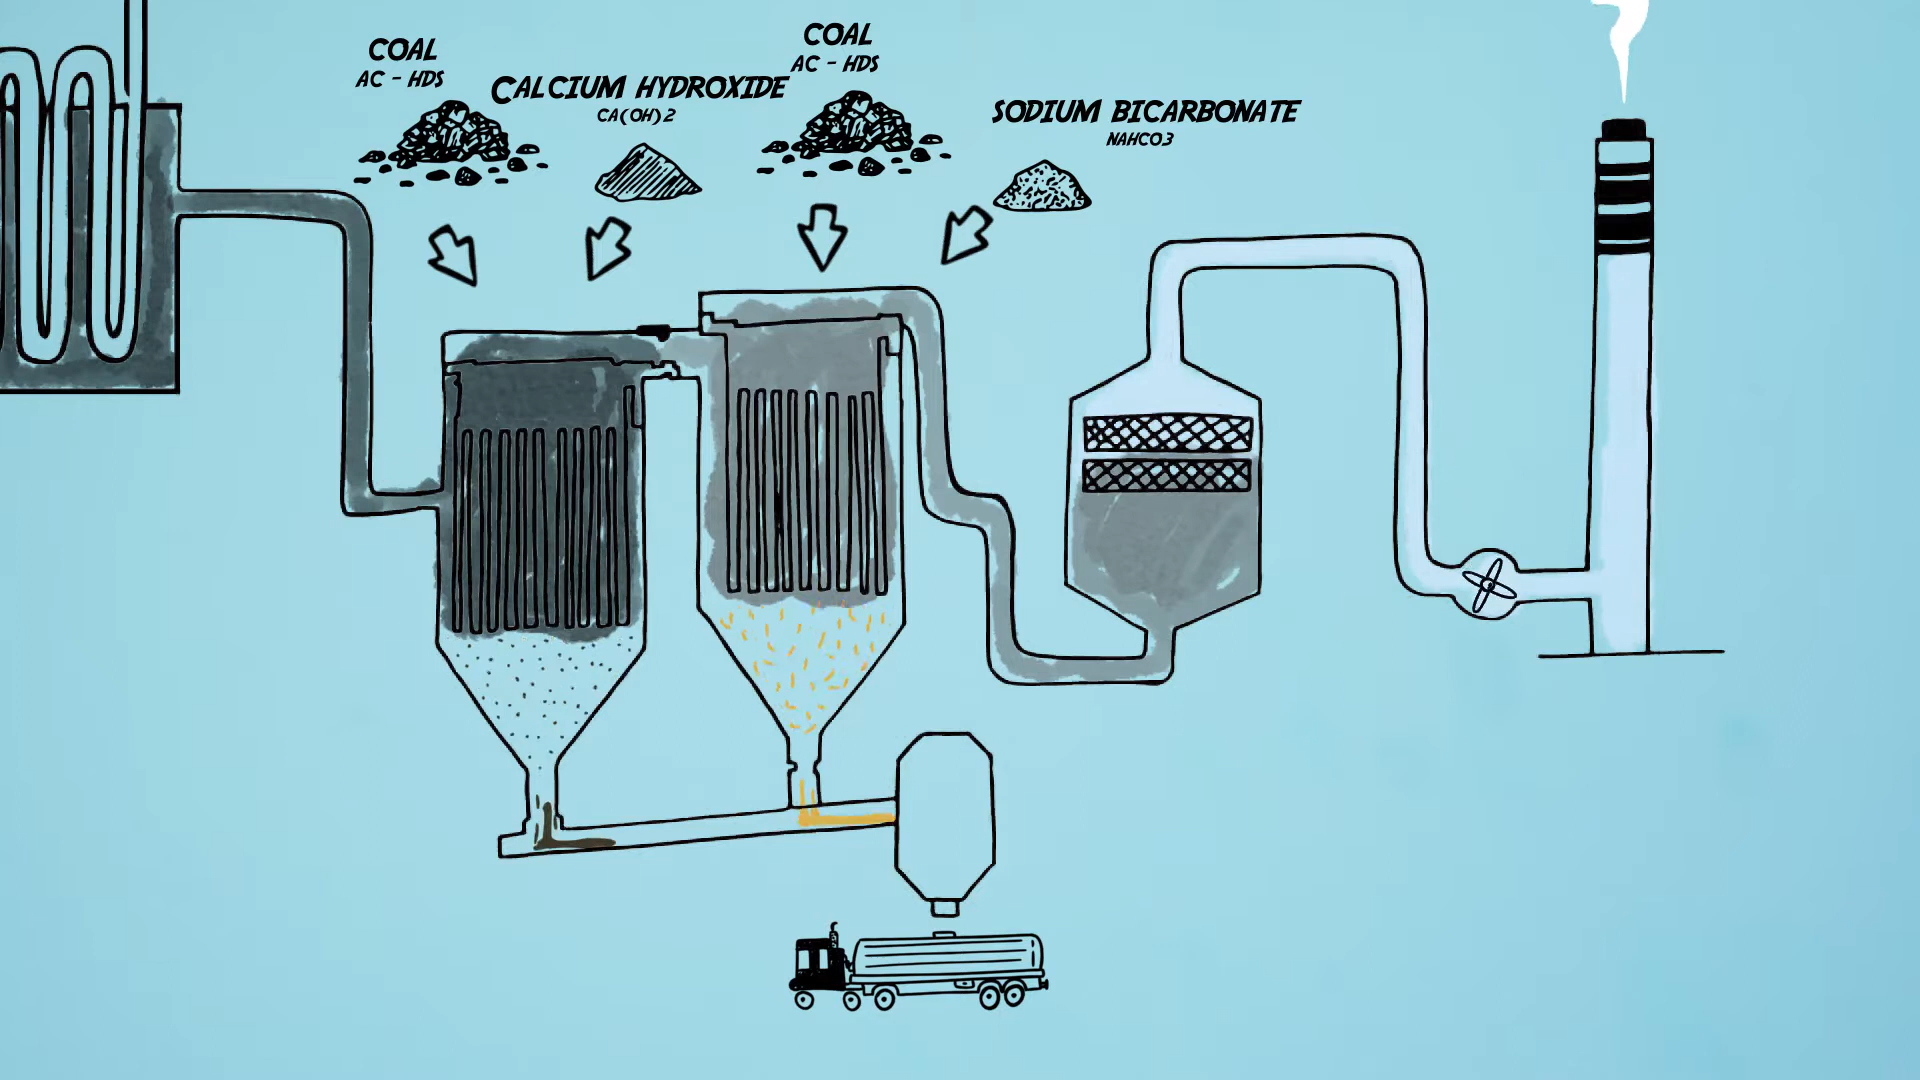 COAL
AC - HDS
CALCIUM HYDROXIDE
CA(OH)2
COAL
AC - HDS
SODIUM BICARBONATE
NAHCO3